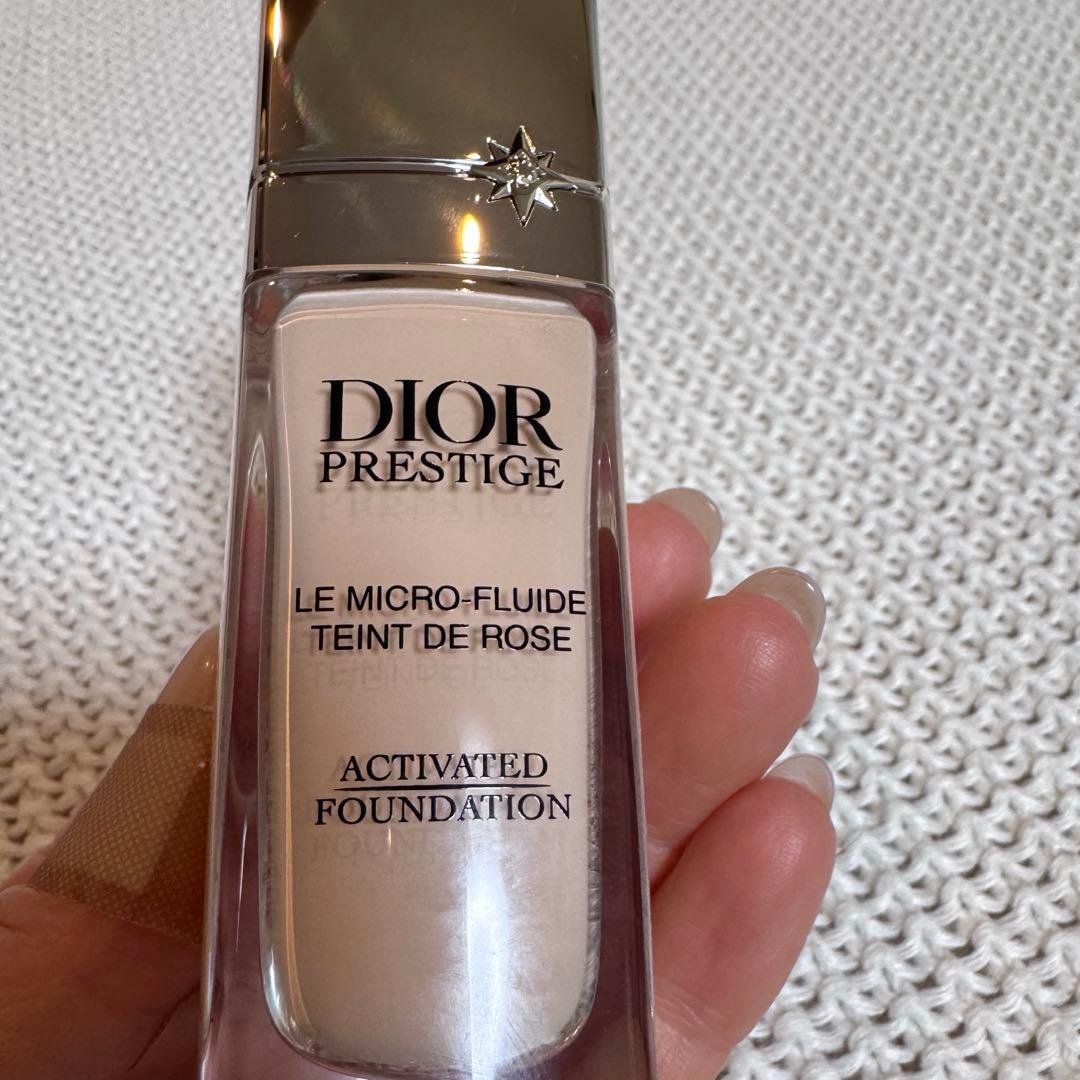 DIOR
PRESTIGE
LE MICRO-FLUIDE
TEINT DE ROSE
ACTIVATED
FOUNDATION